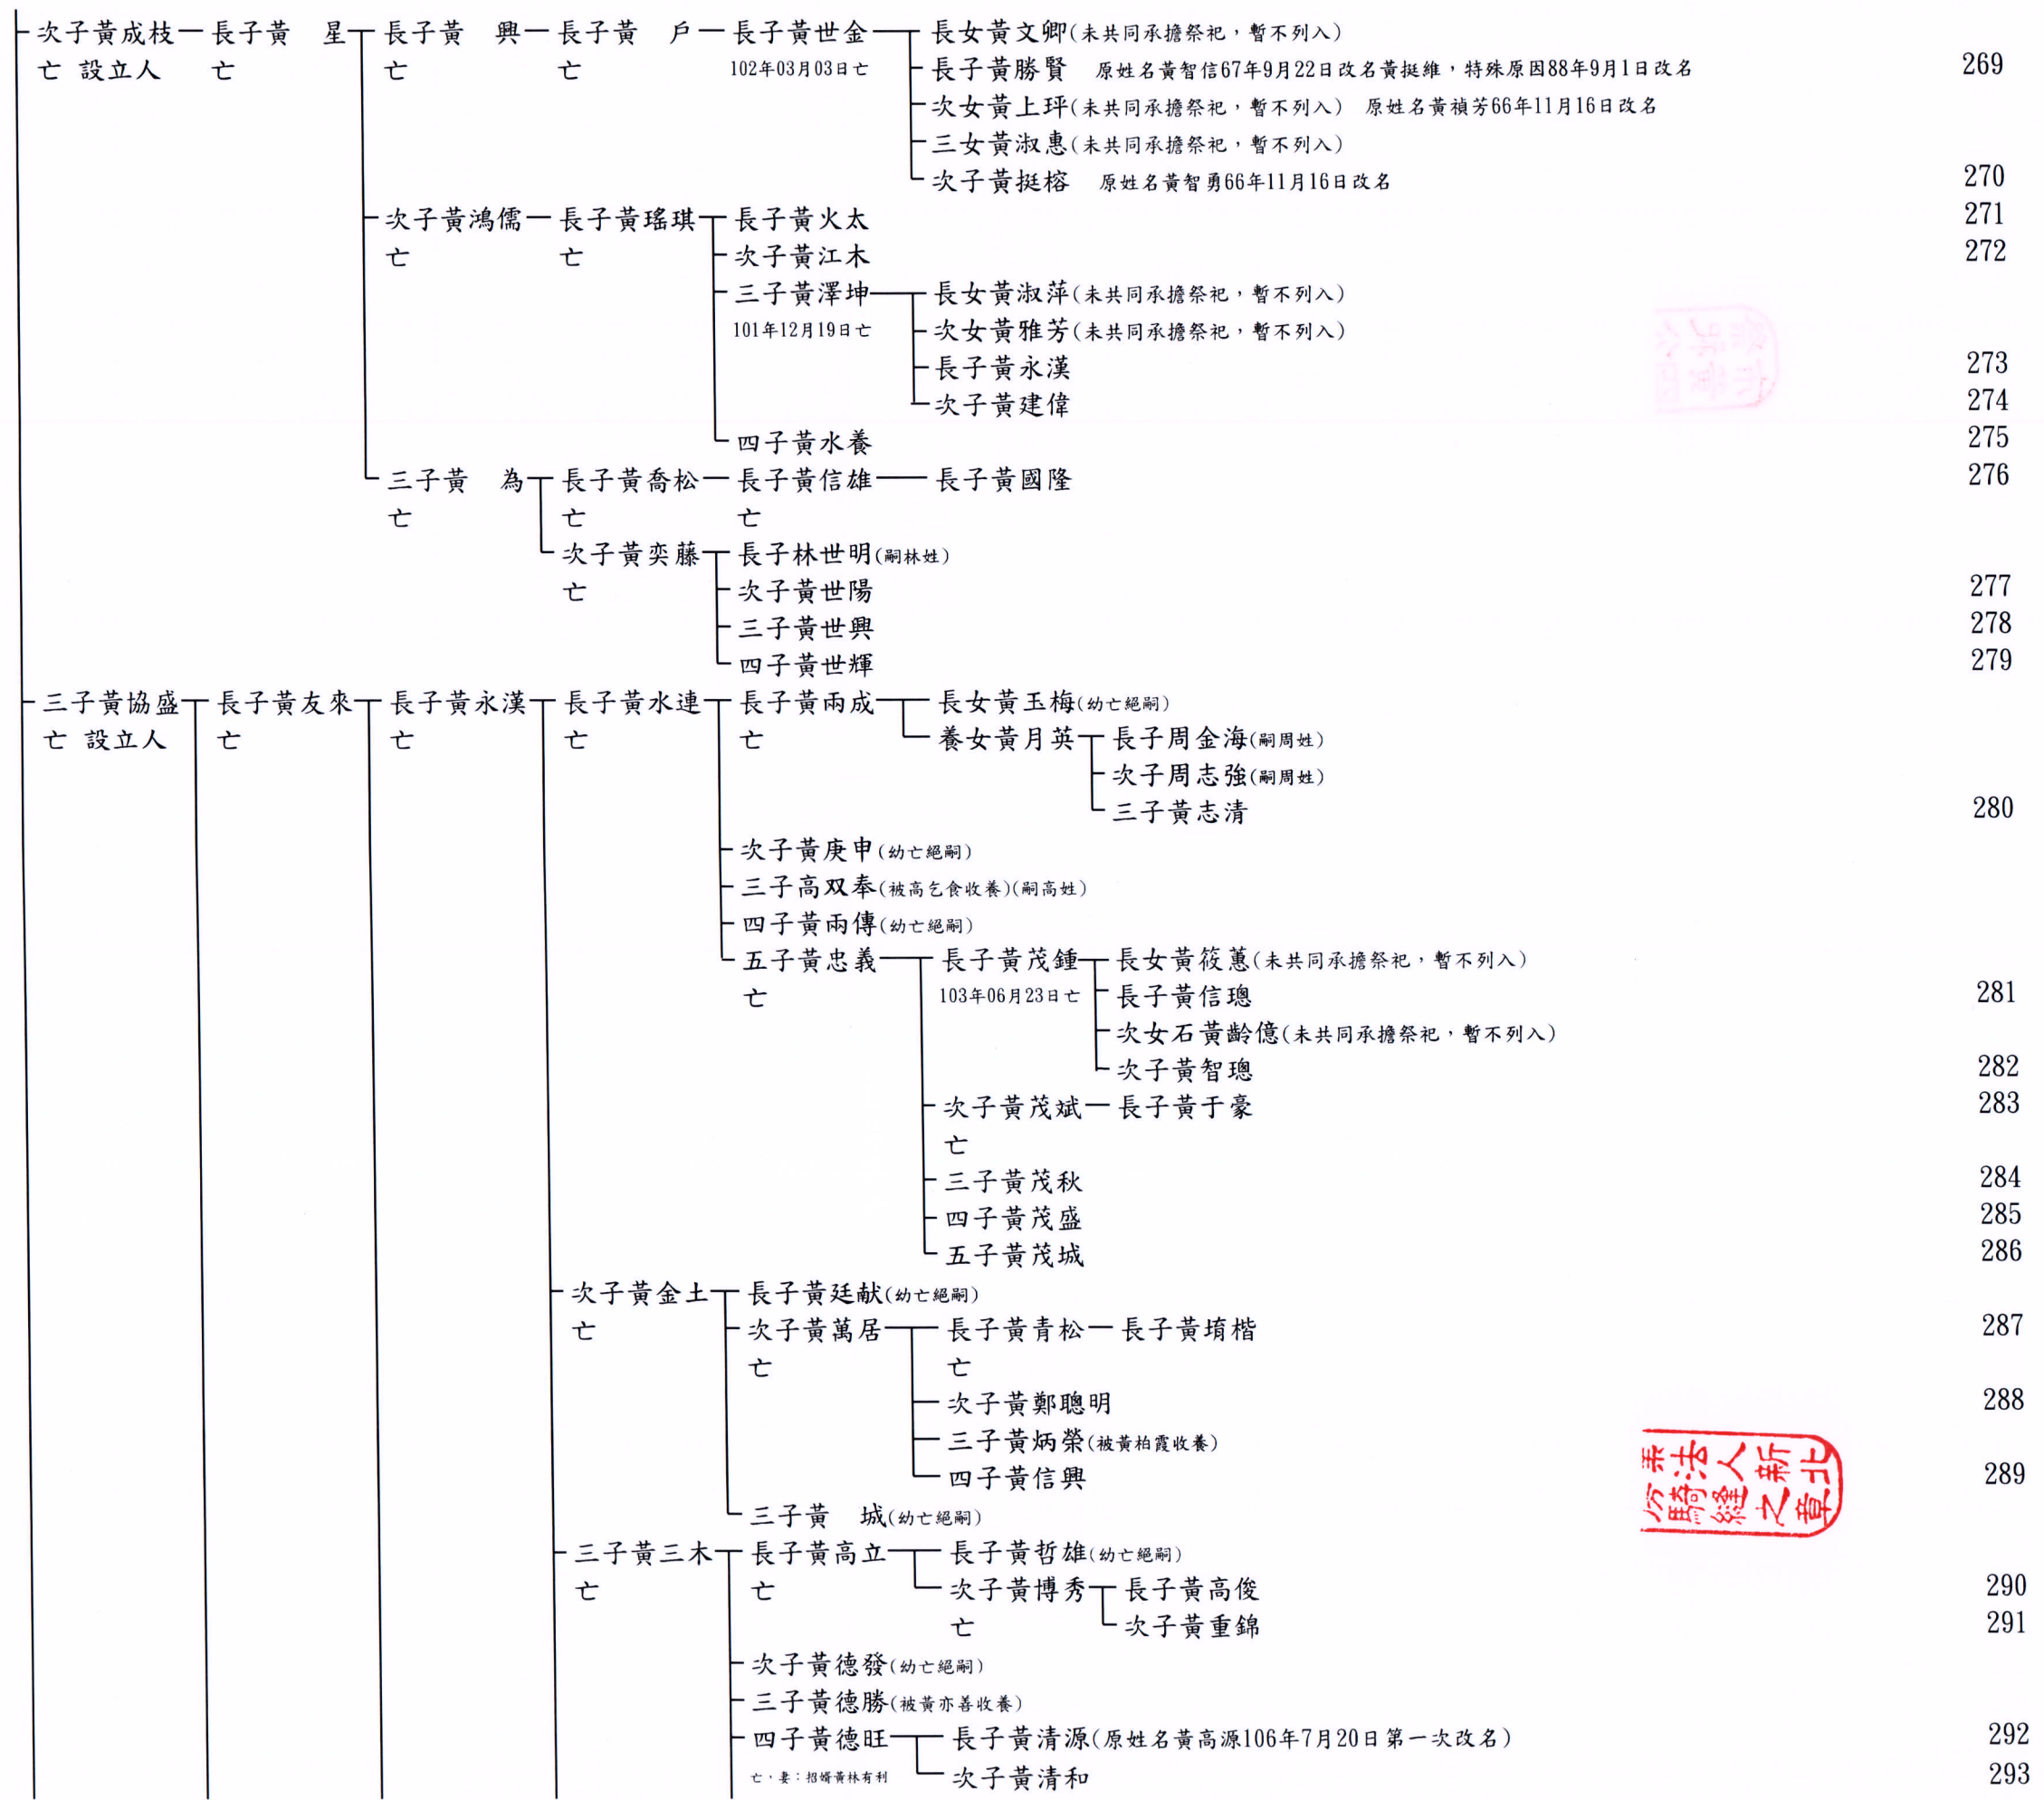 次子黃成枝 長子黃 星 長子黃 興 長子黃 戶 長子黃世金 長女黃文卿(未共同承擔祭祀，暫不列入)
亡 設立人 亡 亡 亡 102年03月03日亡 長子黃勝賢 原姓名黃智信67年9月22日改名黃挺維，特殊原因88年9月1日改名 269
次女黃上玶(未共同承擔祭祀，暫不列入) 原姓名黃禎芳66年11月16日改名
三女黃淑惠(未共同承擔祭祀，暫不列入)
次子黃挺榕 原姓名黃智勇66年11月16日改名 270
次子黃鴻儒 長子黃瑤琪 長子黃火太 271
亡 亡 次子黃江木 272
三子黃澤坤 長女黃淑萍(未共同承擔祭祀，暫不列入)
101年12月19日亡 次女黃雅芳(未共同承擔祭祀，暫不列入)
長子黃永漢 273
次子黃建偉 274
四子黃水養 275
三子黃 為 長子黃喬松 長子黃信雄 長子黃國隆 276
亡 亡 亡
次子黃奕藤 長子林世明(嗣林姓)
亡 次子黃世陽 277
三子黃世興 278
四子黃世輝 279
三子黃協盛 長子黃友來 長子黃永漢 長子黃水連 長子黃兩成 長女黃玉梅(幼亡絕嗣)
亡 設立人 亡 亡 亡 亡 養女黃月英 長子周金海(嗣周姓)
次子周志強(嗣周姓)
三子黃志清 280
次子黃庚申(幼亡絕嗣)
三子高双奉(被高乞食收養)(嗣高姓)
四子黃兩傳(幼亡絕嗣)
五子黃忠義 長子黃茂鍾 長女黃筱蕙(未共同承擔祭祀，暫不列入)
亡 103年06月23日亡 長子黃信璁 281
次女石黃齡億(未共同承擔祭祀，暫不列入)
次子黃智璁 282
次子黃茂斌 長子黃于豪 283
亡
三子黃茂秋 284
四子黃茂盛 285
五子黃茂城 286
次子黃金土 長子黃廷献(幼亡絕嗣)
亡 次子黃萬居 長子黃青松 長子黃堉楷 287
亡 亡
次子黃鄭聰明 288
三子黃炳榮(被黃柏霞收養)
四子黃信興 289
三子黃 城(幼亡絕嗣)
三子黃三木 長子黃高立 長子黃哲雄(幼亡絕嗣)
亡 亡 次子黃博秀 長子黃高俊 290
亡 次子黃重錦 291
次子黃德發(幼亡絕嗣)
三子黃德勝(被黃亦善收養)
四子黃德旺 長子黃清源(原姓名黃高源106年7月20日第一次改名) 292
亡，妻：招婿黃林有利 次子黃清和 293
北新人法
章之縫騎